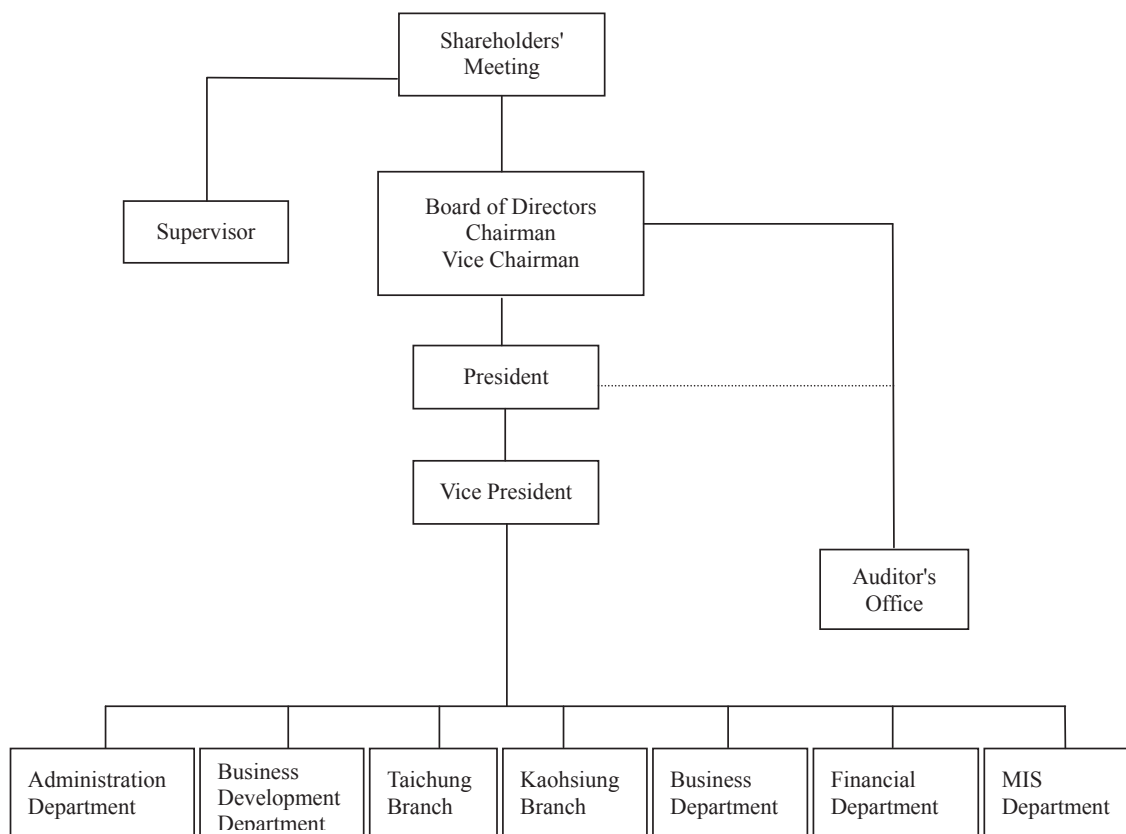 Shareholders'
Meeting
Supervisor
Board of Directors
Chairman
Vice Chairman
President
Vice President
Auditor's
Office
Administration
Department
Business
Development
Department
Taichung
Branch
Kaohsiung
Branch
Business
Department
Financial
Department
MIS
Department